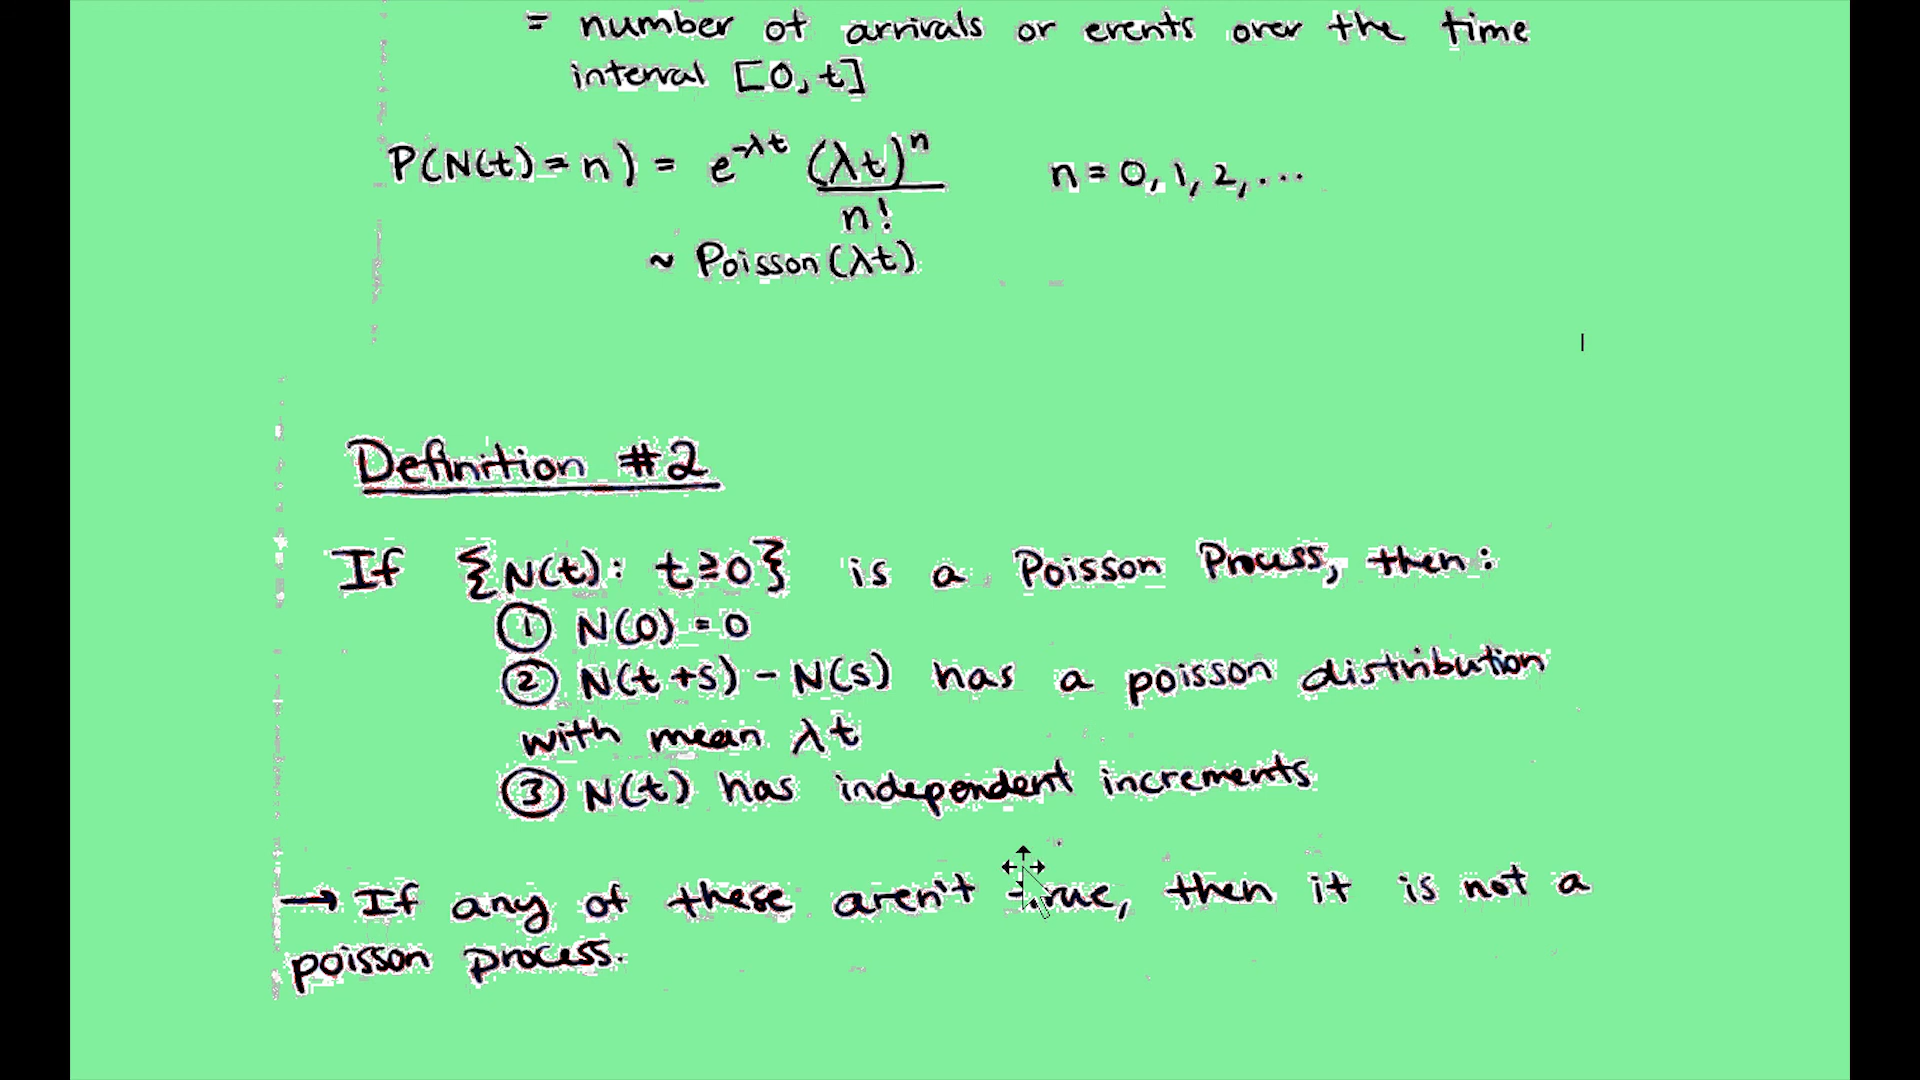 = number of arrivals or events over the time
interval [0, t]
P(N(t) = n) = e^{-λt} (λt)^n / n!   n = 0, 1, 2, ...
~ Poisson (λt)
Definition #2
If {N(t): t ≥ 0} is a Poisson Process, then:
① N(0) = 0
② N(t+s) - N(s) has a poisson distribution
with mean λt
③ N(t) has independent increments
→ If any of these aren't true, then it is not a
poisson process.